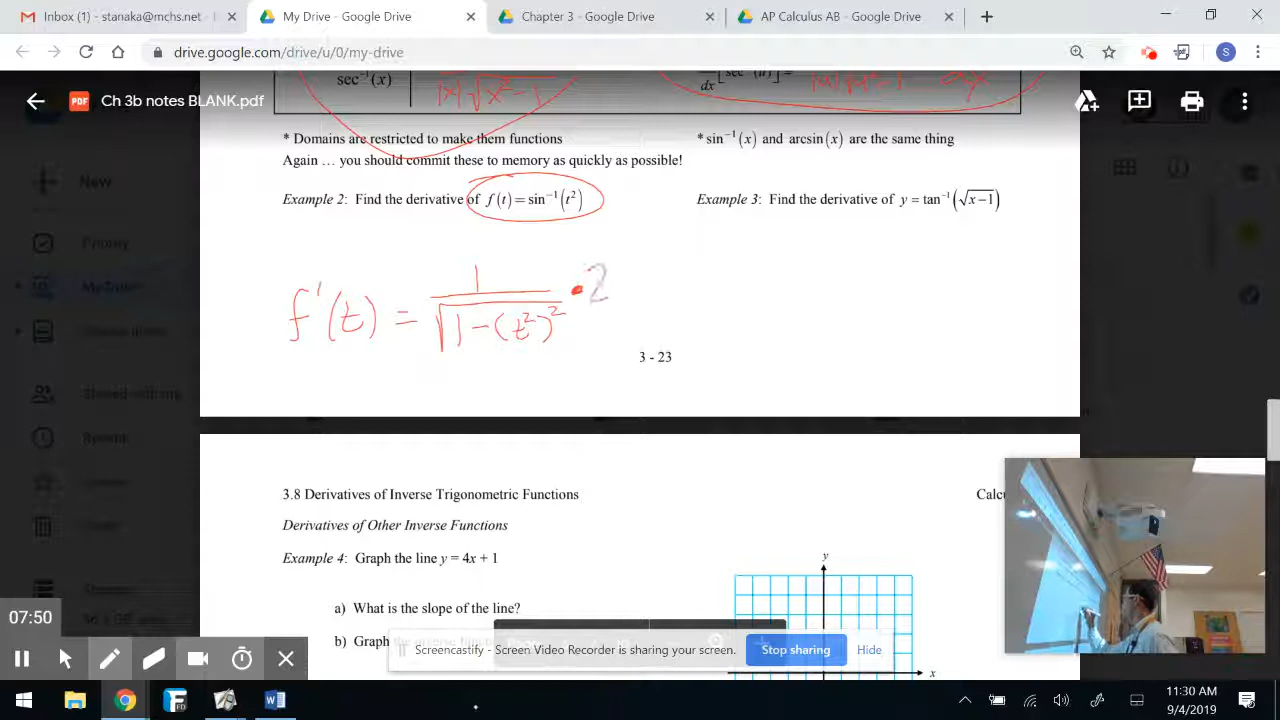 My Drive - Google Drive
Chapter 3 - Google Drive
AP Calculus AB - Google Drive
drive.google.com/drive/u/0/my-drive
S
PDF Ch 3b notes BLANK.pdf
sec⁻¹(x)
|x|√x²-1
d/dx
* Domains are restricted to make them functions
* sin⁻¹(x) and arcsin(x) are the same thing
Again … you should commit these to memory as quickly as possible!
New
Example 2: Find the derivative of f(t) = sin⁻¹(t²)
Example 3: Find the derivative of y = tan⁻¹(√x−1)
Priority
f'(t) = 1/√1-(t²)² · 2
3 - 23
Recent
3.8 Derivatives of Inverse Trigonometric Functions
Derivatives of Other Inverse Functions
Example 4: Graph the line y = 4x + 1
y
a) What is the slope of the line?
07:50
b) Graph
Screencastify - Screen Video Recorder is sharing your screen.
Stop sharing
Hide
x
11:30 AM
9/4/2019